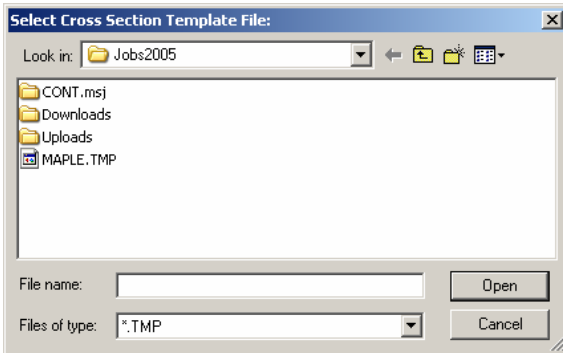 Select Cross Section Template File:
Look in: Jobs2005
CONT.msj
Downloads
Uploads
MAPLE.TMP
File name: Open
Files of type: *.TMP Cancel